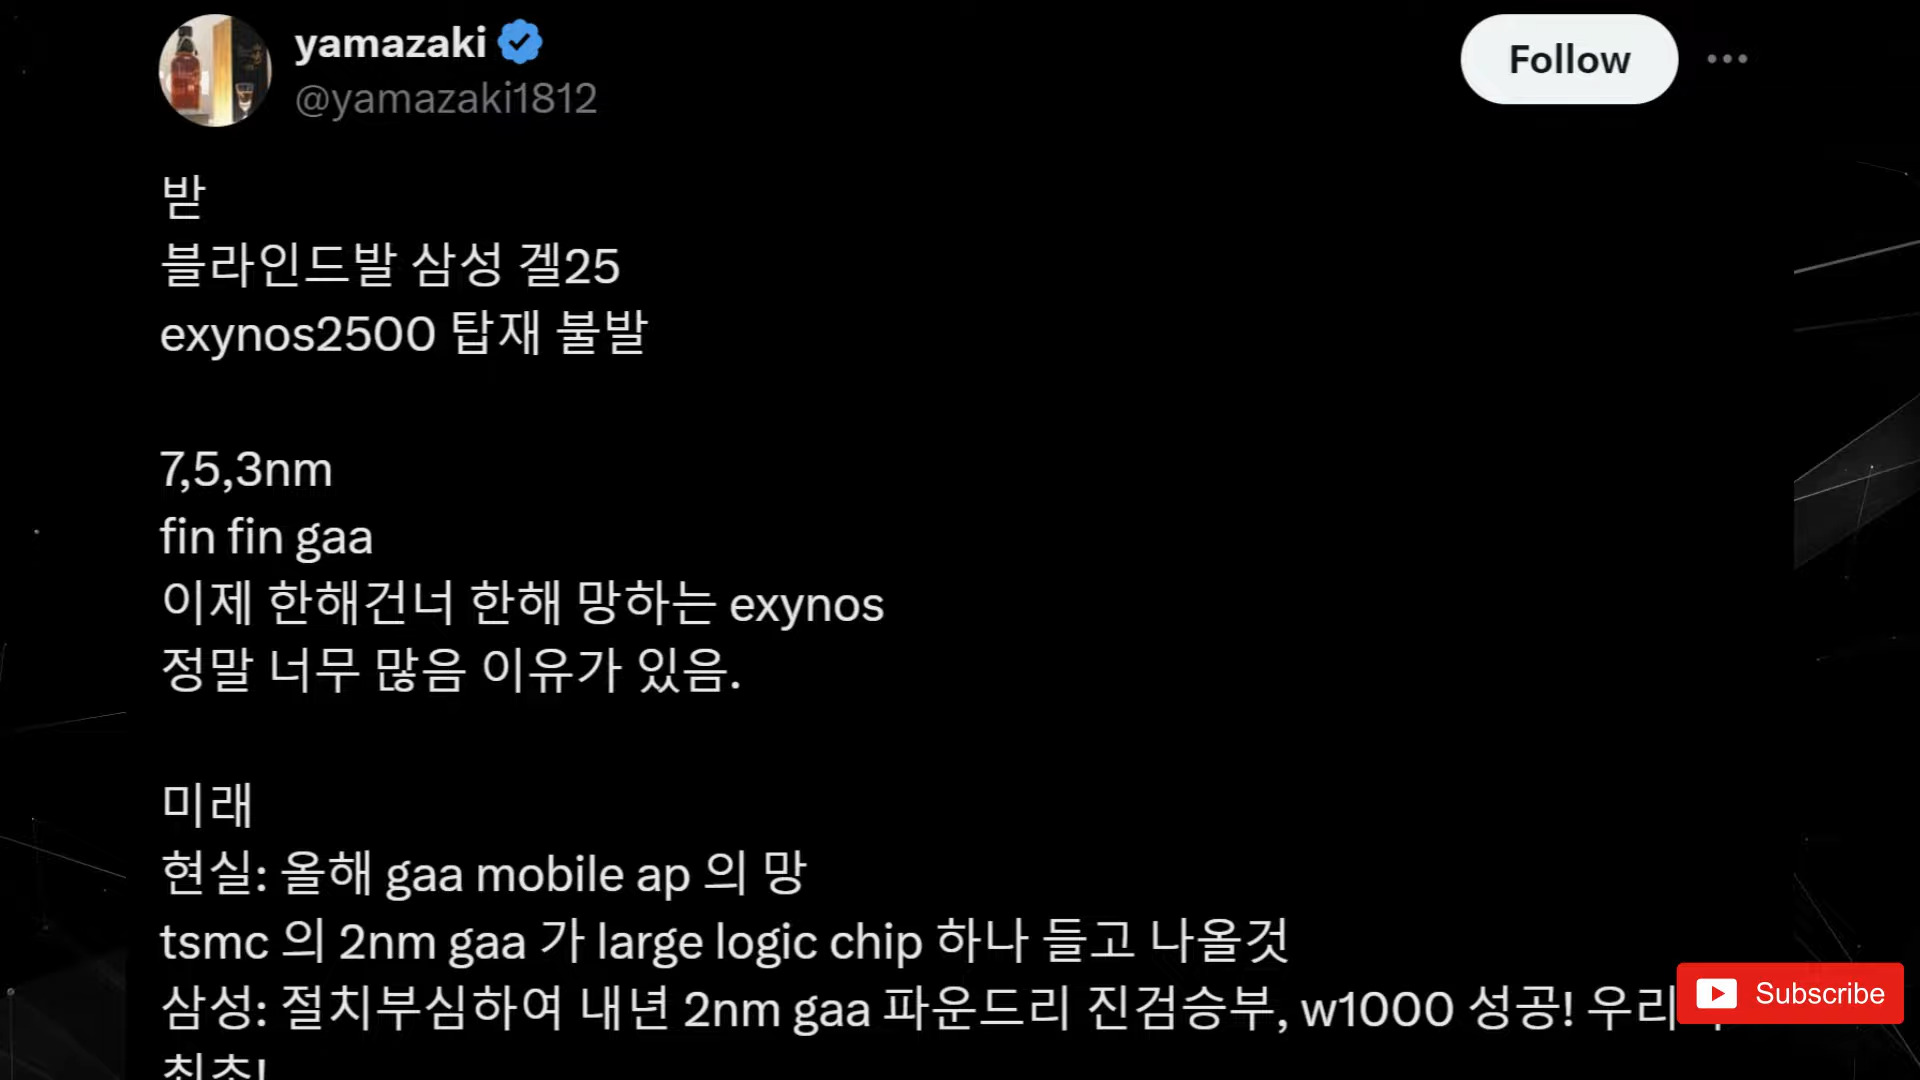 yamazaki
@yamazaki1812
Follow
받
블라인드발 삼성 겔25
exynos2500 탑재 불발
7,5,3nm
fin fin gaa
이제 한해건너 한해 망하는 exynos
정말 너무 많음 이유가 있음.
미래
현실: 올해 gaa mobile ap 의 망
tsmc 의 2nm gaa 가 large logic chip 하나 들고 나올것
삼성: 절치부심하여 내년 2nm gaa 파운드리 진검승부, w1000 성공! 우리
최초!
Subscribe